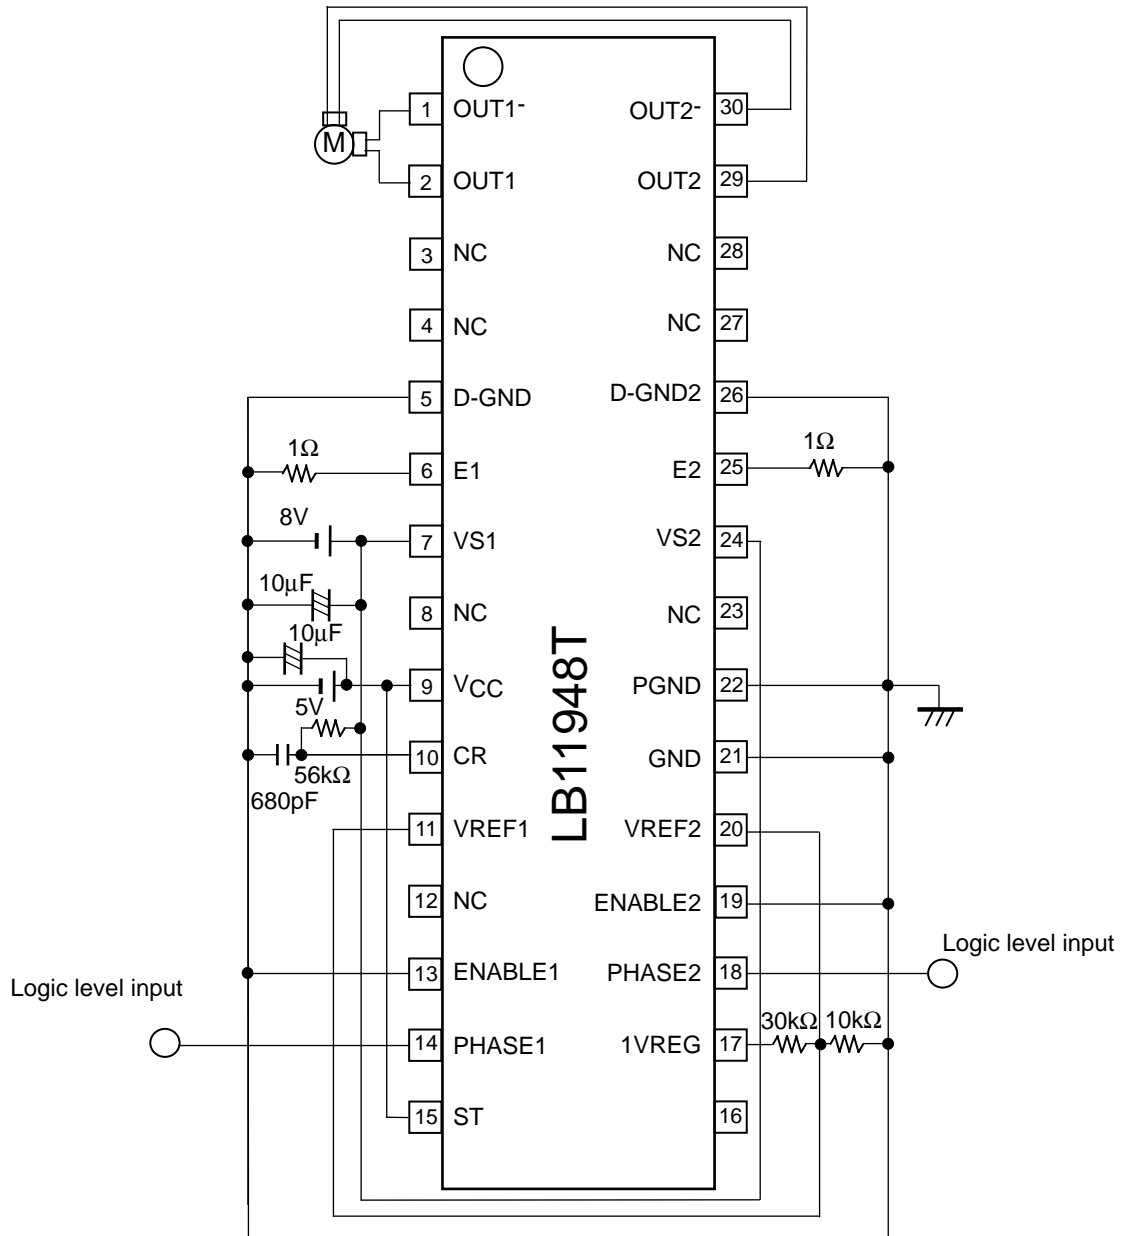 M
1 OUT1-
OUT2- 30
2 OUT1
OUT2 29
3 NC
NC 28
4 NC
NC 27
5 D-GND
D-GND2 26
1Ω
6 E1
E2 25
1Ω
8V
7 VS1
VS2 24
10μF
8 NC
NC 23
10μF
9 VCC
PGND 22
5V
10 CR
GND 21
56kΩ
680pF
11 VREF1
VREF2 20
12 NC
ENABLE2 19
13 ENABLE1
PHASE2 18
Logic level input
Logic level input
14 PHASE1
1VREG 17
30kΩ 10kΩ
15 ST
16
LB11948T